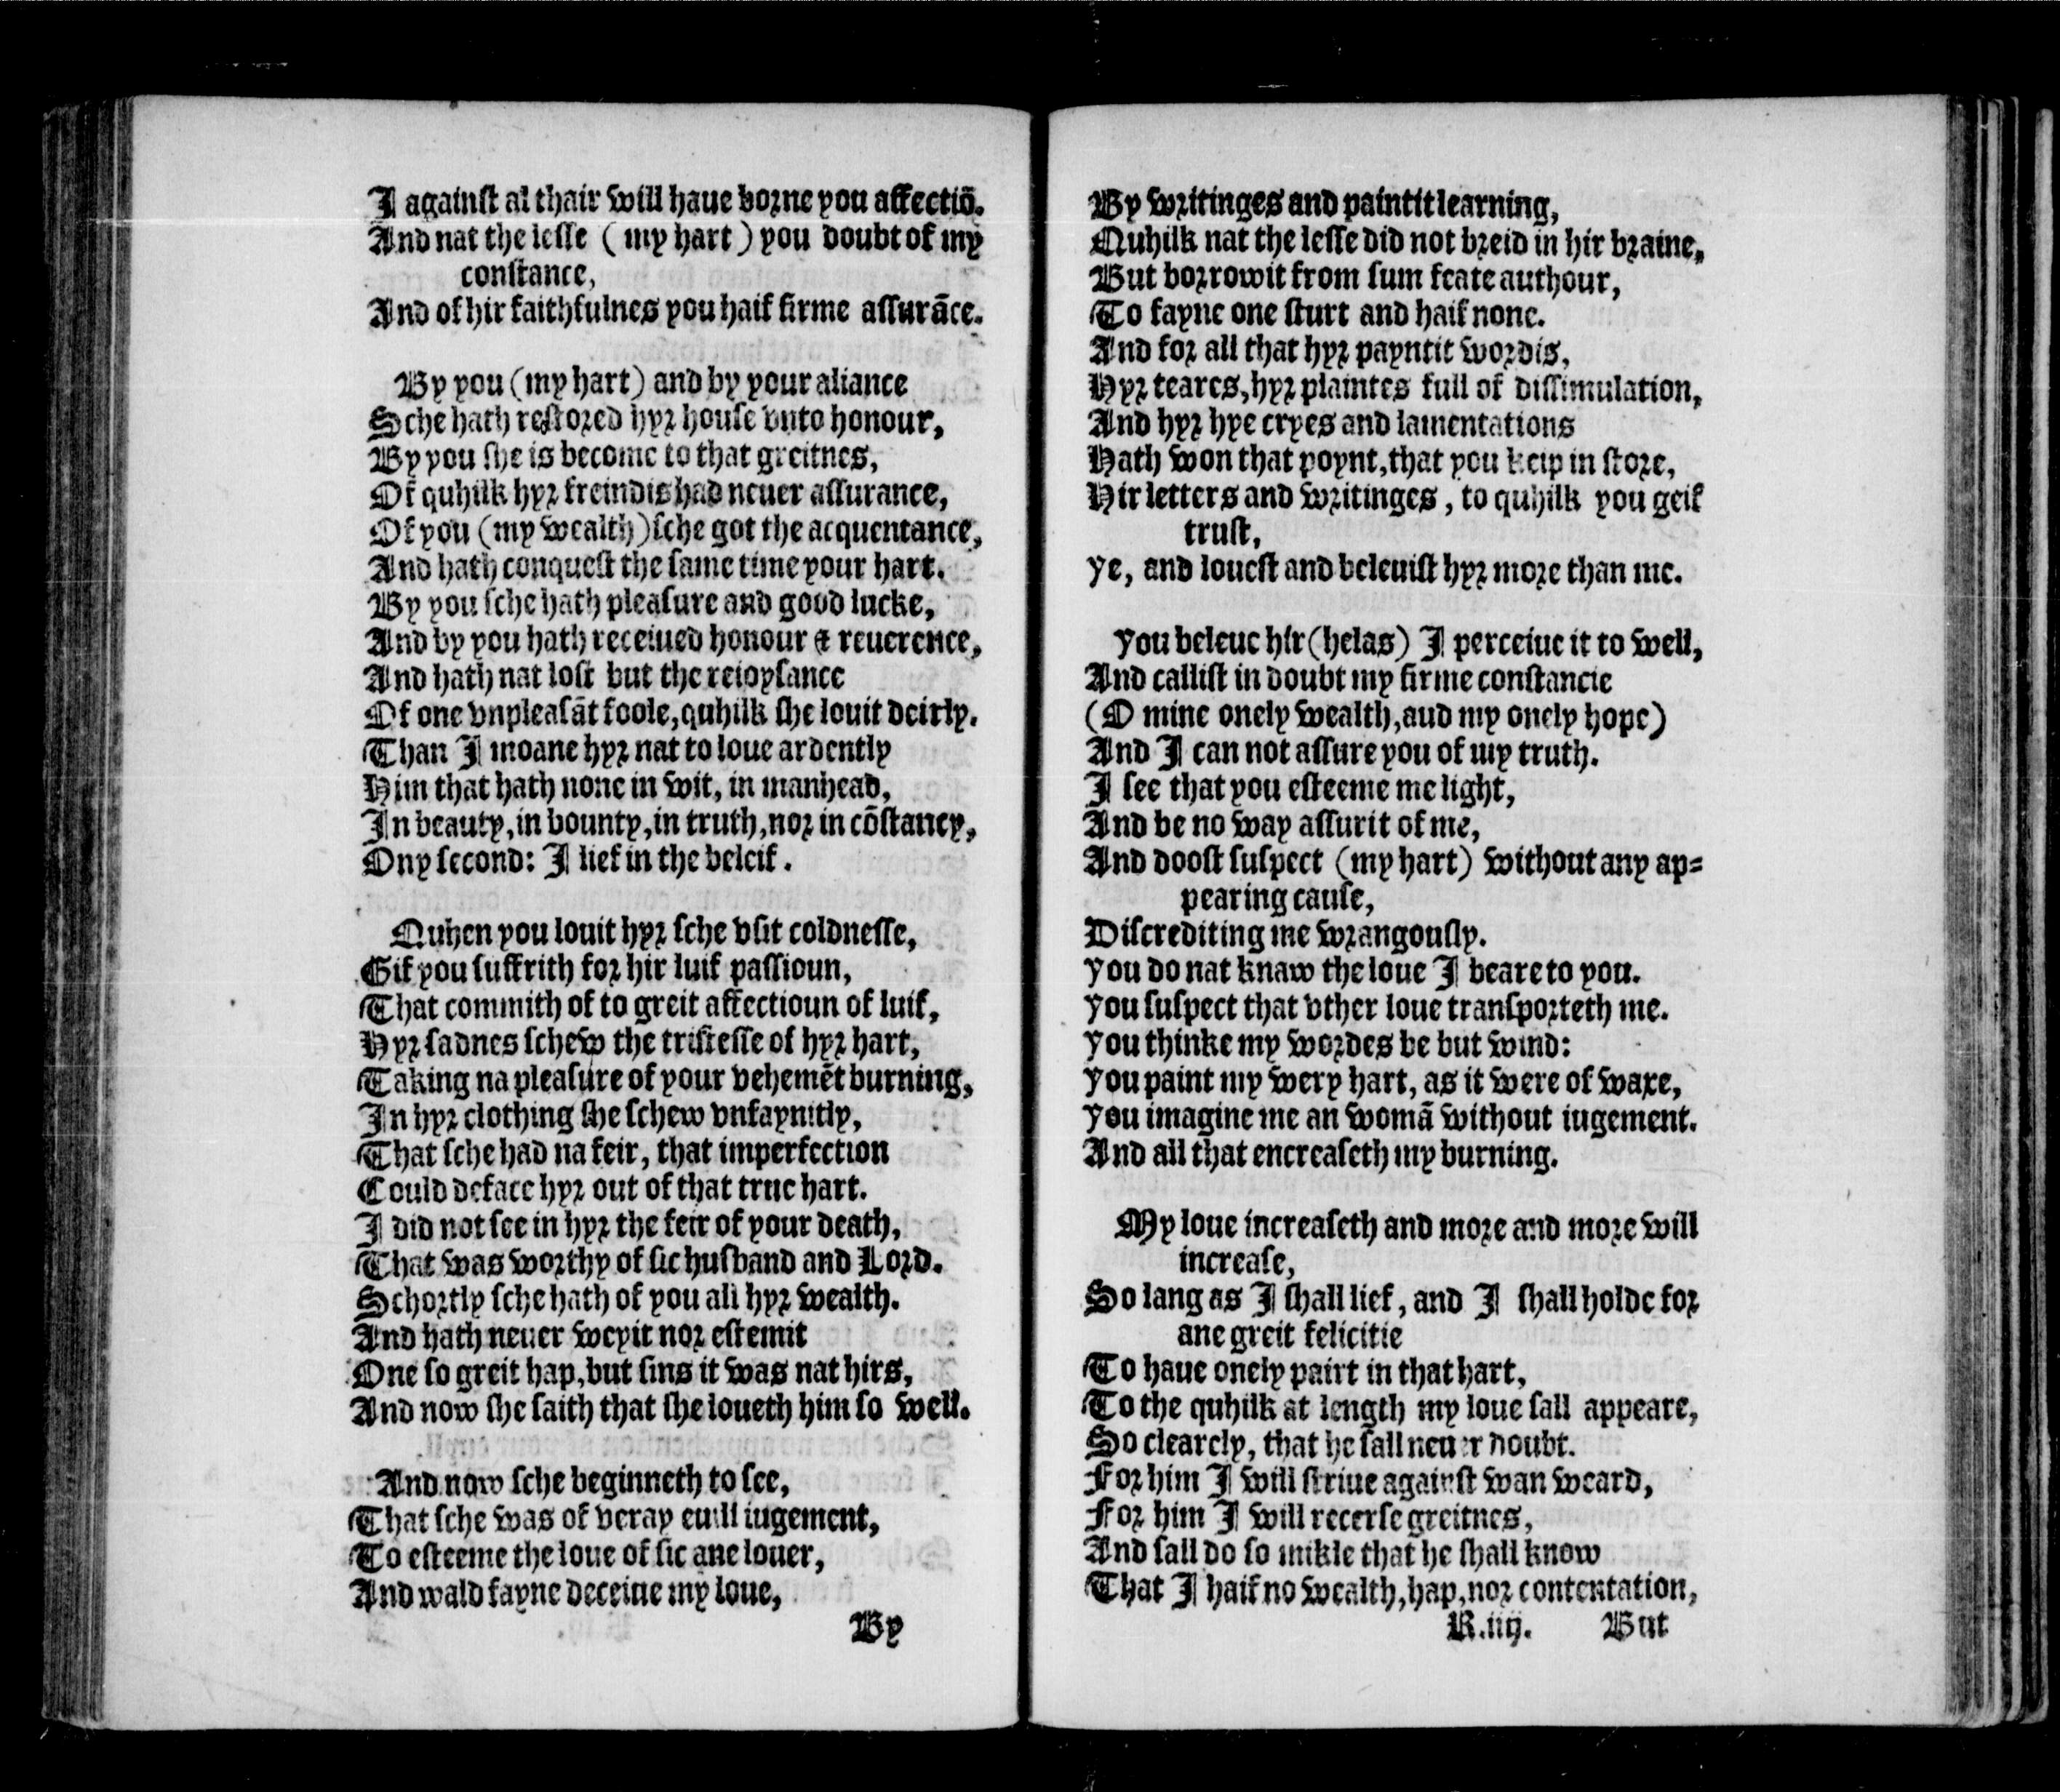 I against al thair will haue borne you affectiō.
And nat the lesse ( my hart ) you doubt of my
constance,
And of hir faithfulnes you haif firme assurāce.
By you (my hart) and by your aliance
Sche hath restored hyr house vnto honour,
By you she is become to that greitnes,
Of quhilk hyr freindis had neuer assurance,
Of you (my wealth) sche got the acquentance,
And hath conquest the same time your hart.
By you sche hath pleasure and good lucke,
And by you hath receiued honour & reuerence,
And hath nat lost but the reioysance
Of one vnpleasāt foole, quhilk she louit deirly.
Than I moane hyr nat to loue ardently
Him that hath none in wit, in manhead,
In beauty, in bounty, in truth, nor in cōstancy,
Ony second: I lief in the beleif.
Quhen you louit hyr sche vsit coldnesse,
Gif you suffrith for hir luif passioun,
That commith of to greit affectioun of luif,
Hyr sadnes schew the tristesse of hyr hart,
Taking na pleasure of your vehemēt burning,
In hyr clothing she schew vnfaynitly,
That sche had na feir, that imperfection
Could deface hyr out of that true hart.
I did not see in hyr the feir of your death,
That was worthy of sic husband and Lord.
Schortly sche hath of you all hyr wealth.
And hath neuer weyit nor estemit
One so greit hap, but sins it was nat hirs,
And now she saith that she loueth him so well.
And now sche beginneth to see,
That sche was of veray euill iugement,
To esteeme the loue of sic ane louer,
And wald fayne deceiue my loue,
By
By writinges and paintit learning,
Quhilk nat the lesse did not breid in hir braine,
But borrowit from sum feate authour,
To fayne one sturt and haif none.
And for all that hyr payntit wordis,
Hyr teares, hyr plaintes full of dissimulation,
And hyr hye cryes and lamentations
Hath won that poynt, that you keip in store,
Hir letters and writinges, to quhilk you geif
trust,
Ye, and louest and beleuist hyr more than me.
You beleue hir (helas) I perceiue it to well,
And callist in doubt my firme constancie
(O mine onely wealth, aud my onely hope)
And I can not assure you of my truth.
I see that you esteeme me light,
And be no way assurit of me,
And doost suspect (my hart) without any ap=
pearing cause,
Discrediting me wrangously.
You do nat knaw the loue I beare to you.
You suspect that vther loue transporteth me.
You thinke my wordes be but wind:
You paint my wery hart, as it were of waxe,
You imagine me an womā without iugement.
And all that encreaseth my burning.
My loue increaseth and more and more will
increase,
So lang as I shall lief, and I shall holde for
ane greit felicitie
To haue onely pairt in that hart,
To the quhilk at length my loue sall appeare,
So clearely, that he sall neuer doubt.
For him I will striue against wan weard,
For him I will recerse greitnes,
And sall do so mikle that he shall know
That I haif no wealth, hap, nor contentation,
R.iiij. But